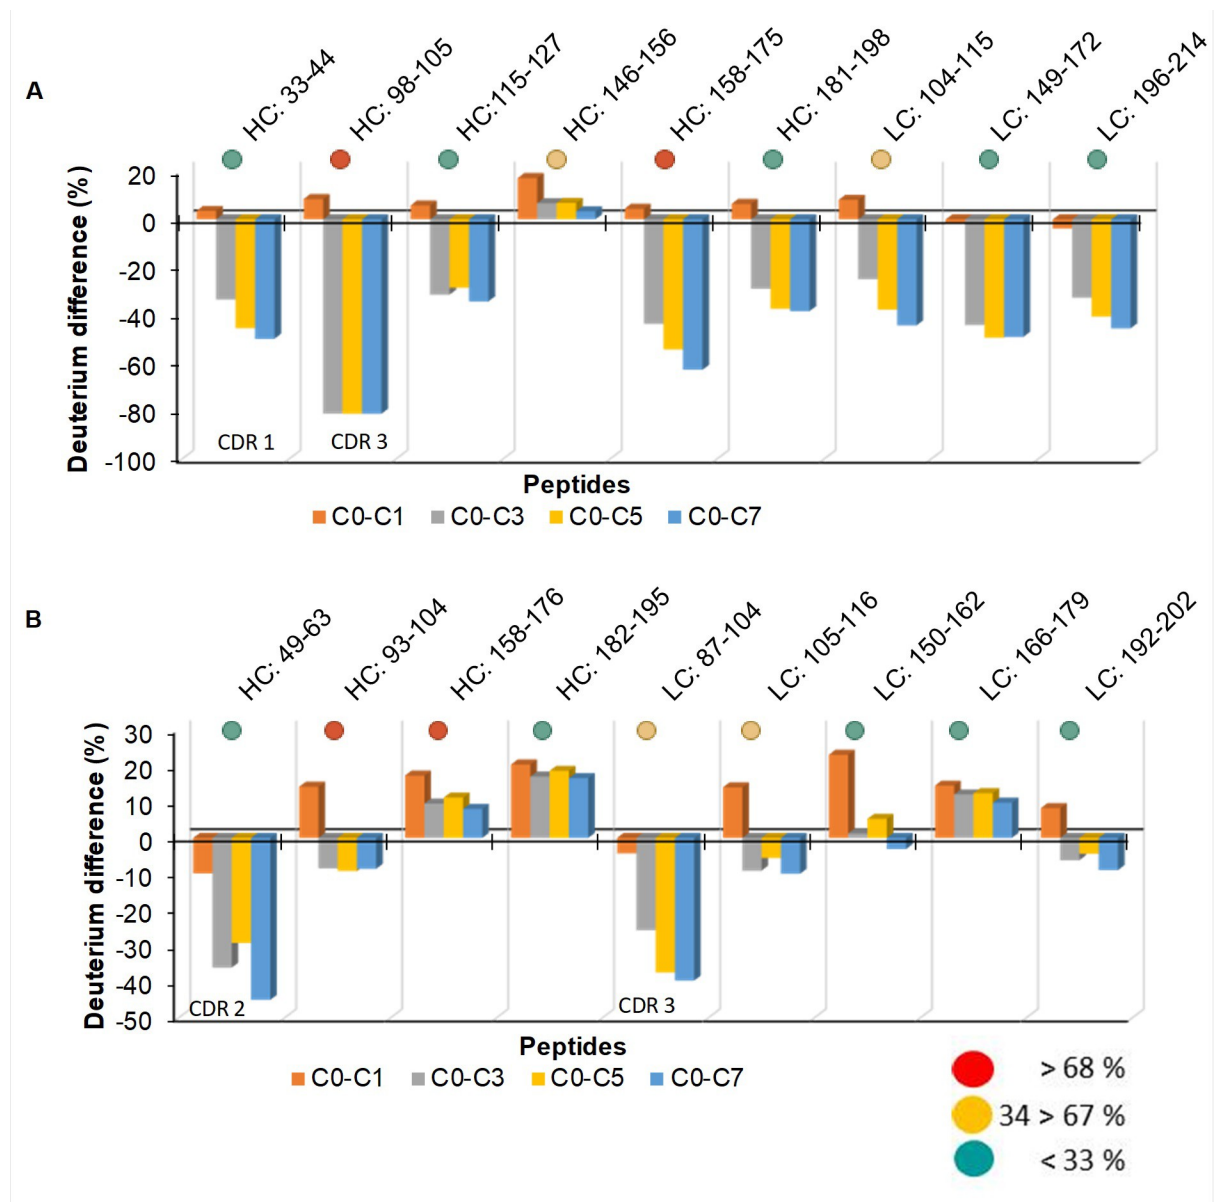 A
HC: 33-44
HC: 98-105
HC:115-127
HC: 146-156
HC: 158-175
HC: 181-198
LC: 104-115
LC: 149-172
LC: 196-214
Deuterium difference (%)
20
0
-20
-40
-60
-80
-100
CDR 1
CDR 3
Peptides
C0-C1 C0-C3 C0-C5 C0-C7
B
HC: 49-63
HC: 93-104
HC: 158-176
HC: 182-195
LC: 87-104
LC: 105-116
LC: 150-162
LC: 166-179
LC: 192-202
Deuterium difference (%)
30
20
10
0
-10
-20
-30
-40
-50
CDR 2
CDR 3
Peptides
C0-C1 C0-C3 C0-C5 C0-C7
> 68 %
34 > 67 %
< 33 %